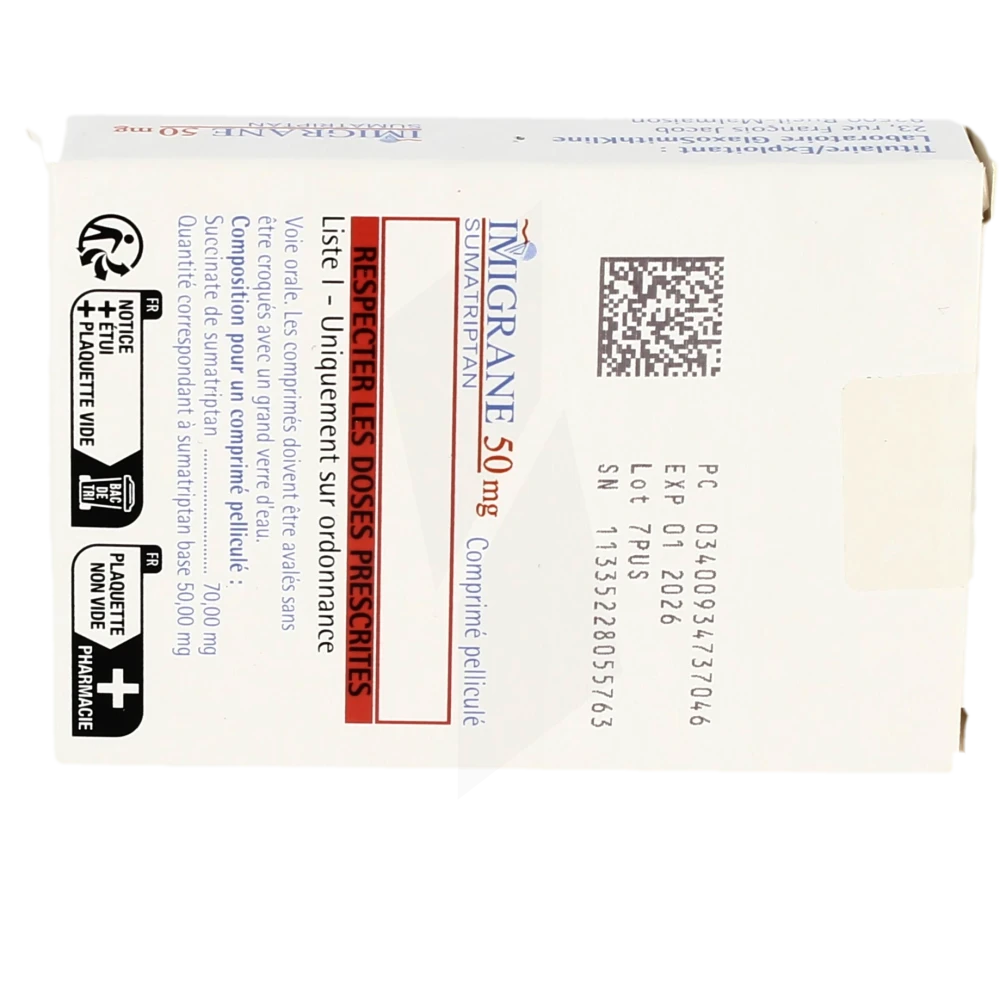 IMIGRANE 50 mg
SUMATRIPTAN
Titulaire/Exploitant :
Laboratoire GlaxoSmithKline
23, rue François Jacob
PC 03400934737046
EXP 01 2026
Lot 7PUS
SN 11335228055763
IMIGRANE 50 mg Comprimé pelliculé
SUMATRIPTAN
RESPECTER LES DOSES PRESCRITES
Liste I - Uniquement sur ordonnance
Voie orale. Les comprimés doivent être avalés sans
être croqués avec un grand verre d'eau.
Composition pour un comprimé pelliculé :
Succinate de sumatriptan .............................. 70,00 mg
Quantité correspondant à sumatriptan base 50,00 mg
FR
NOTICE
+ ÉTUI
+ PLAQUETTE VIDE
BAC
DE
TRI
FR
PLAQUETTE
NON VIDE
PHARMACIE